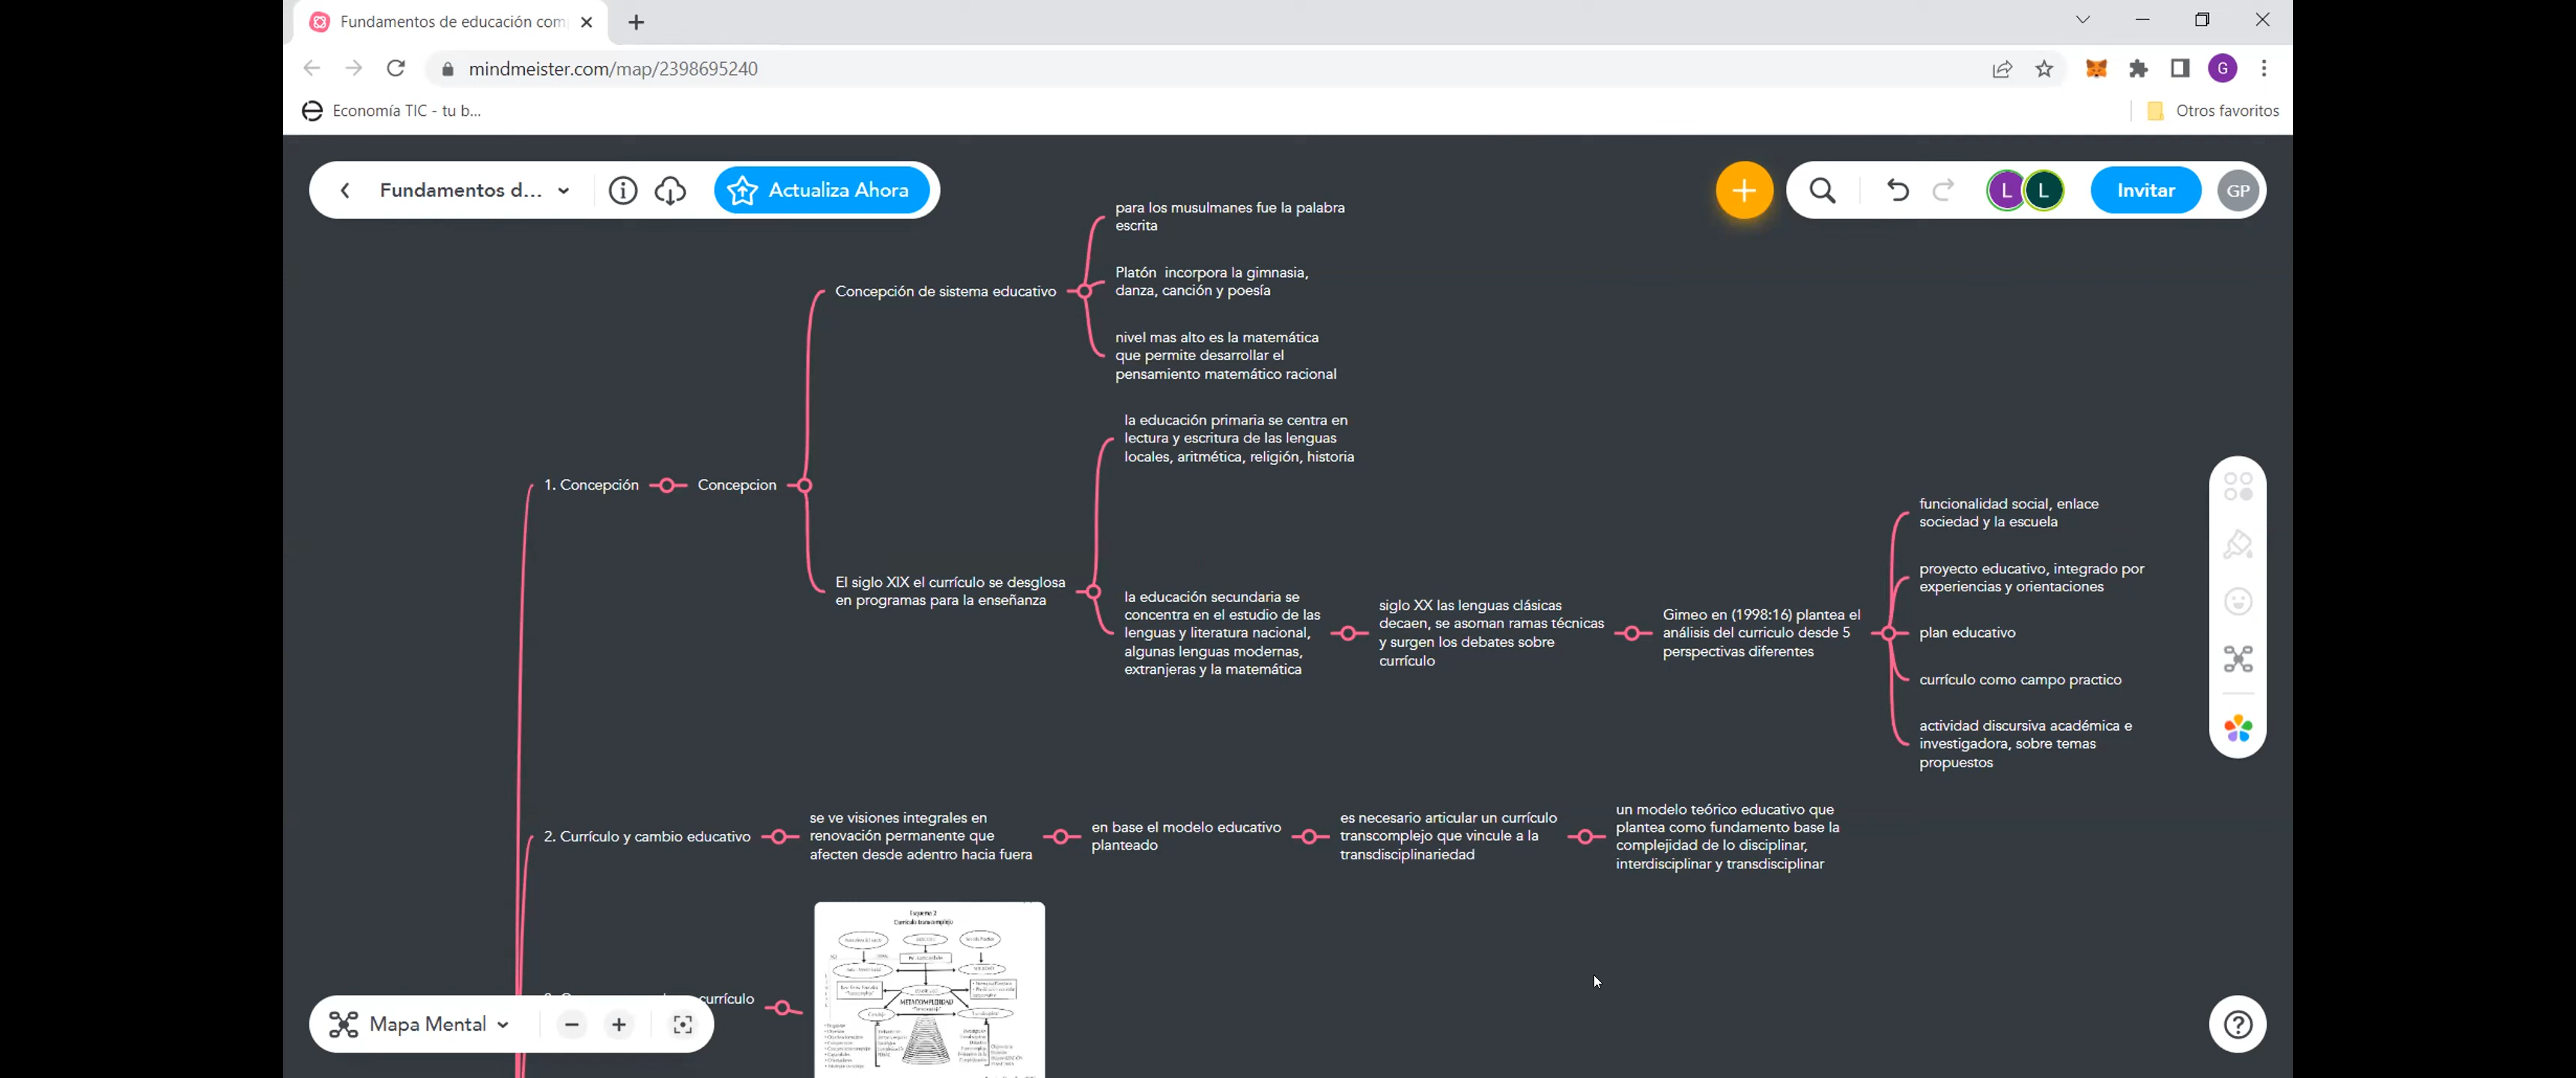 Fundamentos de educación com
mindmeister.com/map/2398695240
G
Economía TIC - tu b...
Otros favoritos
Fundamentos d...
Actualiza Ahora
L
L
Invitar
GP
para los musulmanes fue la palabra
escrita
Platón incorpora la gimnasia,
danza, canción y poesía
nivel mas alto es la matemática
que permite desarrollar el
pensamiento matemático racional
Concepción de sistema educativo
1. Concepción
Concepcion
la educación primaria se centra en
lectura y escritura de las lenguas
locales, aritmética, religión, historia
El siglo XIX el currículo se desglosa
en programas para la enseñanza
la educación secundaria se
concentra en el estudio de las
lenguas y literatura nacional,
algunas lenguas modernas,
extranjeras y la matemática
siglo XX las lenguas clásicas
decaen, se asoman ramas técnicas
y surgen los debates sobre
currículo
Gimeo en (1998:16) plantea el
análisis del curriculo desde 5
perspectivas diferentes
funcionalidad social, enlace
sociedad y la escuela
proyecto educativo, integrado por
experiencias y orientaciones
plan educativo
currículo como campo practico
actividad discursiva académica e
investigadora, sobre temas
propuestos
2. Currículo y cambio educativo
se ve visiones integrales en
renovación permanente que
afecten desde adentro hacia fuera
en base el modelo educativo
planteado
es necesario articular un currículo
transcomplejo que vincule a la
transdisciplinariedad
un modelo teórico educativo que
plantea como fundamento base la
complejidad de lo disciplinar,
interdisciplinar y transdisciplinar
currículo
Esquema 2
Currículo transcomplejo
METACOMPLEJIDAD
Mapa Mental